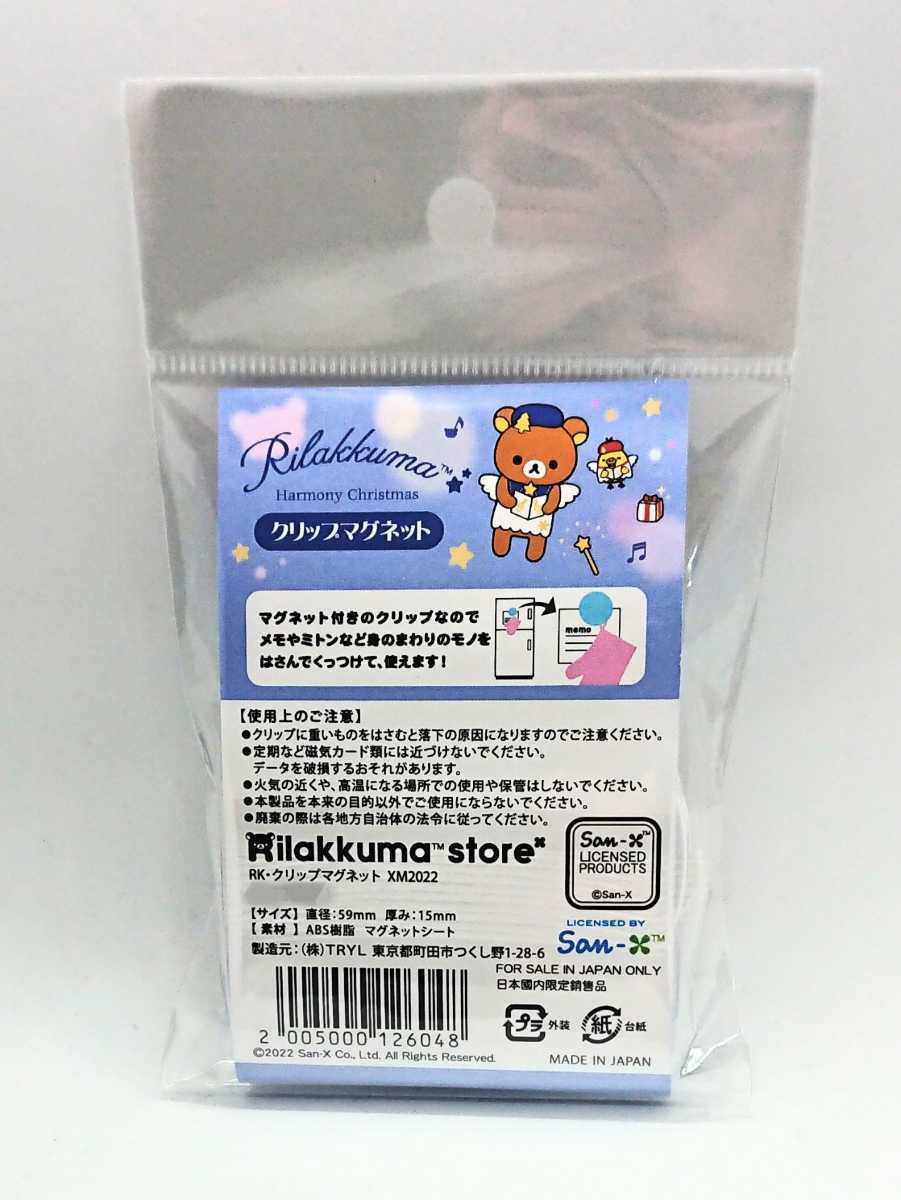 Rilakkuma™
Harmony Christmas
クリップマグネット
マグネット付きのクリップなので
メモやミトンなど身のまわりのモノを
はさんでくっつけて、使えます!
memo
【使用上のご注意】
●クリップに重いものをはさむと落下の原因になりますのでご注意ください。
●定期など磁気カード類には近づけないでください。
データを破損するおそれがあります。
●火気の近くや、高温になる場所での使用や保管はしないでください。
●本製品を本来の目的以外でご使用にならないでください。
●廃棄の際は各地方自治体の法令に従ってください。
Rilakkuma™ store
RK・クリップマグネット XM2022
San-X™
LICENSED
PRODUCTS
©San-X
【サイズ】 直径:59mm 厚み:15mm
【素材】 ABS樹脂 マグネットシート
製造元:(株)TRYL 東京都町田市つくし野1-28-6
LICENSED BY
San-X™
FOR SALE IN JAPAN ONLY
日本國内限定銷售品
2 005000 126048
プラ 外装
紙 台紙
©2022 San-X Co., Ltd. All Rights Reserved.
MADE IN JAPAN